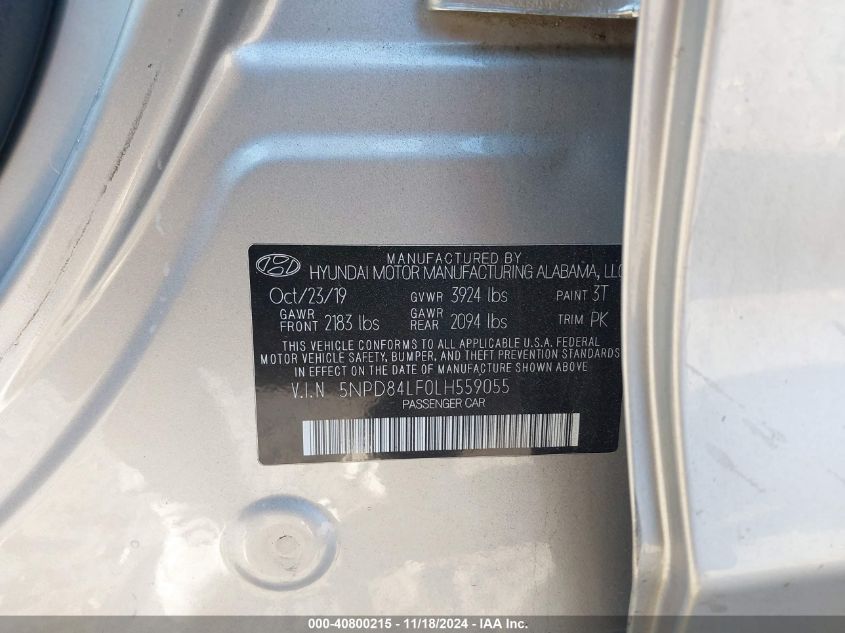 MANUFACTURED BY
HYUNDAI MOTOR MANUFACTURING ALABAMA, LLC
Oct/23/19 GVWR 3924 lbs PAINT 3T
GAWR FRONT 2183 lbs GAWR REAR 2094 lbs TRIM PK
THIS VEHICLE CONFORMS TO ALL APPLICABLE U.S.A. FEDERAL
MOTOR VEHICLE SAFETY, BUMPER, AND THEFT PREVENTION STANDARDS
IN EFFECT ON THE DATE OF MANUFACTURE SHOWN ABOVE.
V.I.N 5NPD84LF0LH559055
PASSENGER CAR
000-40800215 - 11/18/2024 - IAA Inc.